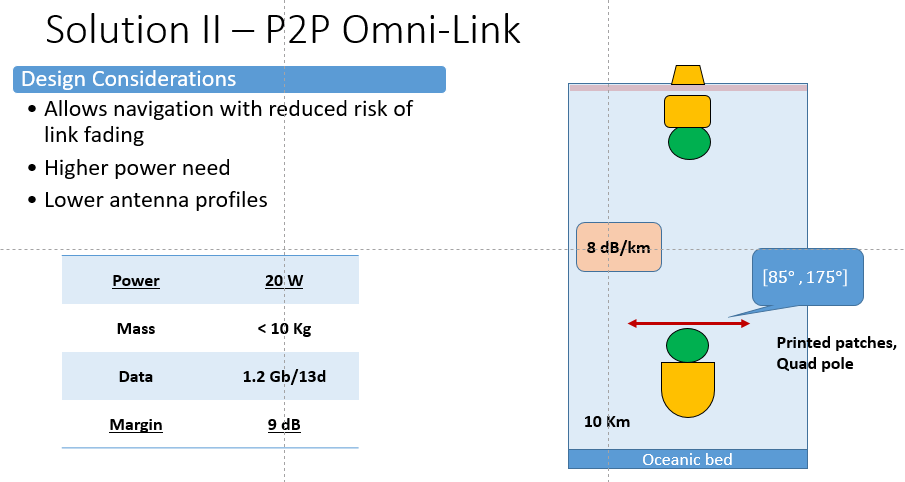 Solution II – P2P Omni-Link
Design Considerations
• Allows navigation with reduced risk of
link fading
• Higher power need
• Lower antenna profiles
Power 20 W
Mass < 10 Kg
Data 1.2 Gb/13d
Margin 9 dB
8 dB/km
[85° , 175°]
Printed patches,
Quad pole
10 Km
Oceanic bed